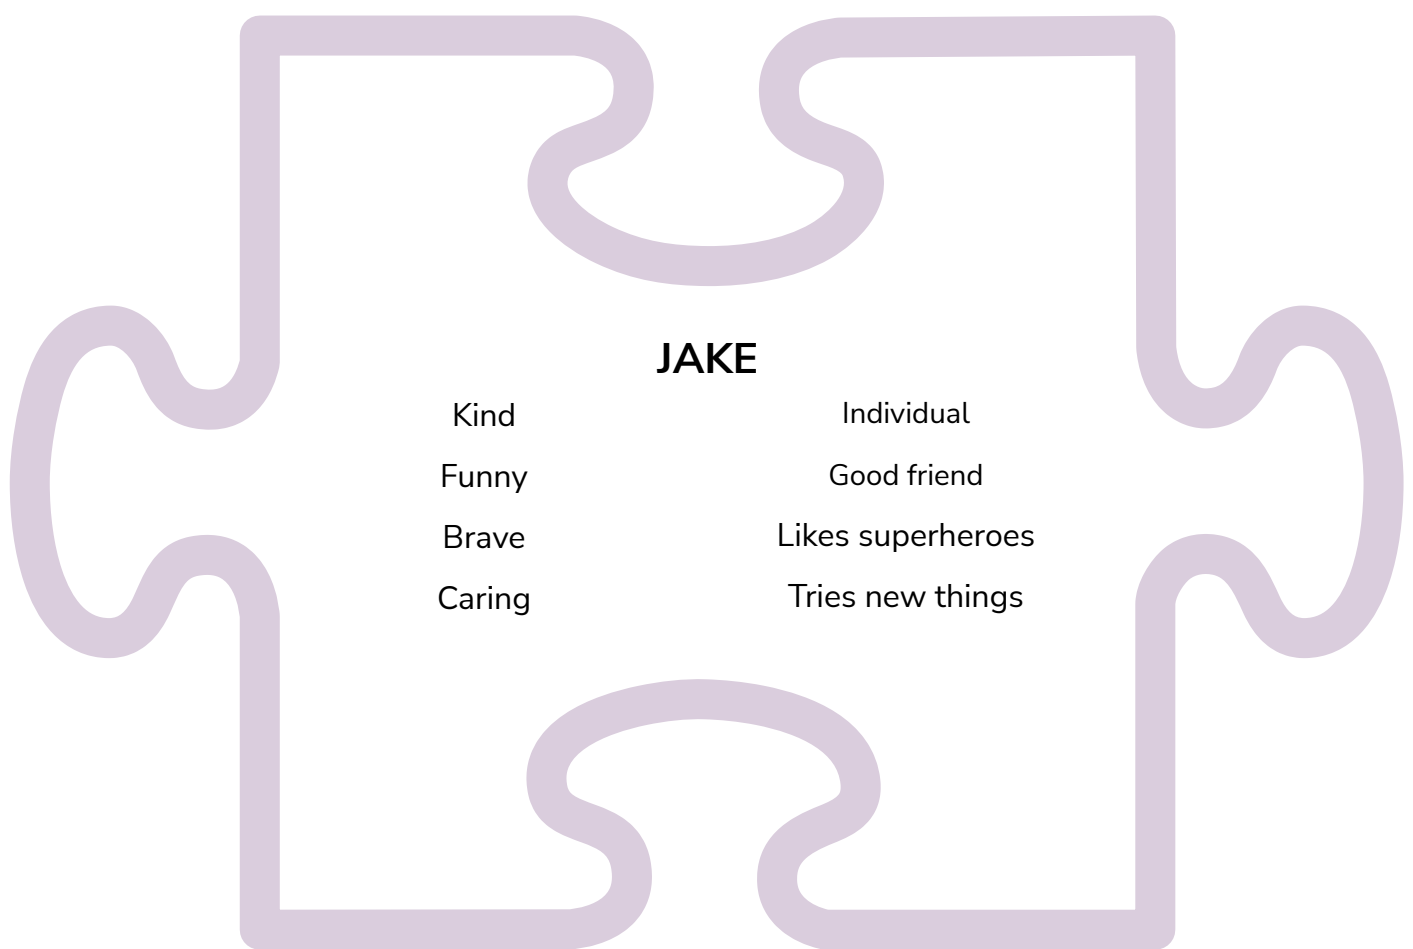 JAKE
Kind
Funny
Brave
Caring
Individual
Good friend
Likes superheroes
Tries new things